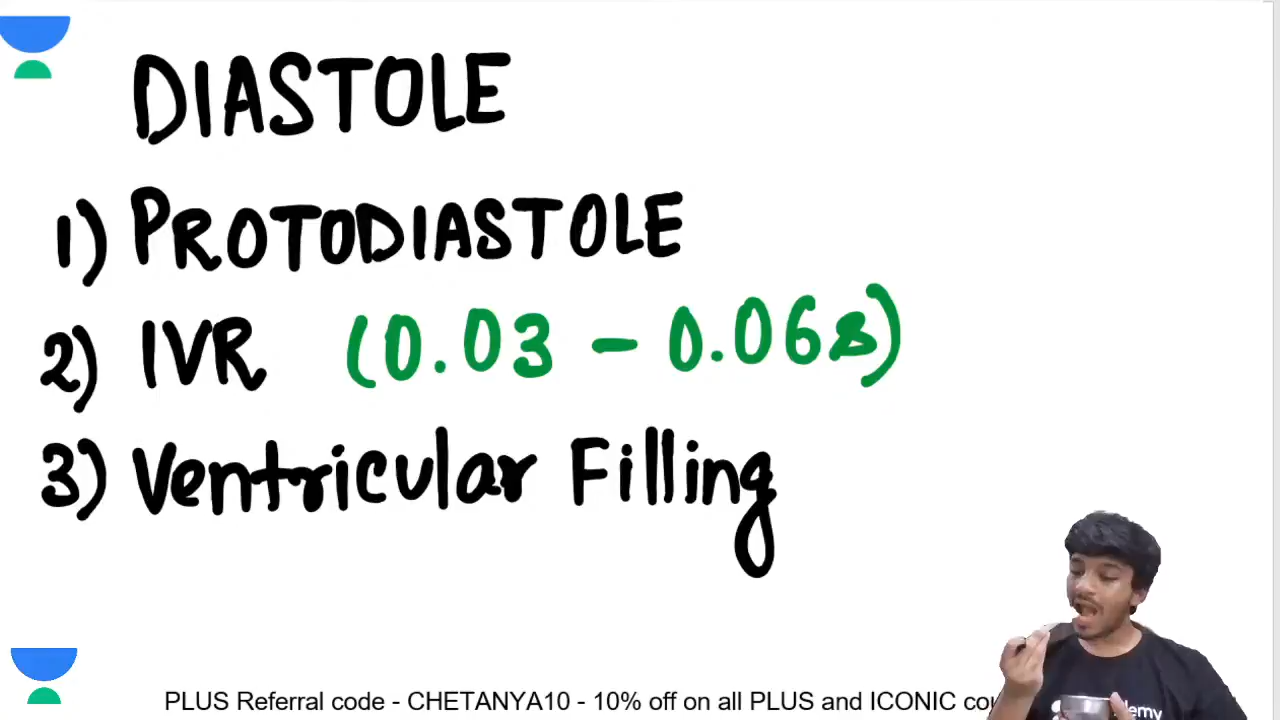 DIASTOLE
1) PROTODIASTOLE
2) IVR (0.03 - 0.06s)
3) Ventricular Filling
PLUS Referral code - CHETANYA10 - 10% off on all PLUS and ICONIC